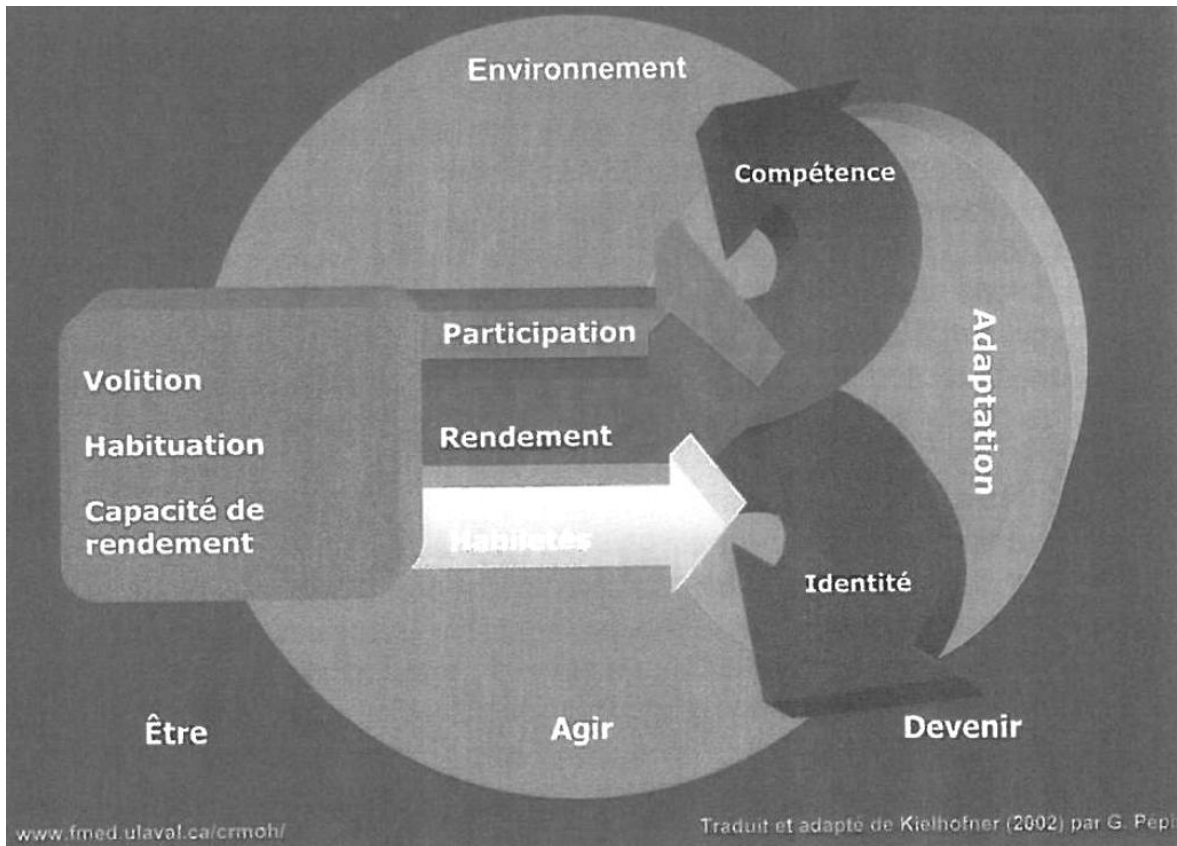 Environnement
Compétence
Participation
Adaptation
Volition
Rendement
Habituation
Capacité de
rendement
Habiletés
Identité
Être
Agir
Devenir
www.fmed.ulaval.ca/crmoh/
Traduit et adapté de Kielhofner (2002) par G. Pepi